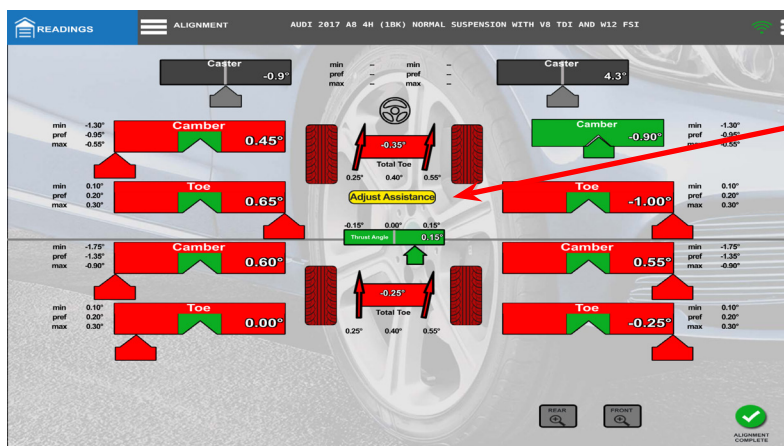 READINGS
ALIGNMENT
AUDI 2017 A8 4H (1BK) NORMAL SUSPENSION WITH V8 TDI AND W12 FSI
Caster
-0.9°
min -- min --
pref -- pref --
max -- max --
Caster
4.3°
min -1.30°
pref -0.95°
max -0.55°
Camber
0.45°
-0.35°
Total Toe
0.25° 0.40° 0.55°
Camber
-0.90°
min -1.30°
pref -0.95°
max -0.55°
min 0.10°
pref 0.20°
max 0.30°
Toe
0.65°
Adjust Assistance
Toe
-1.00°
min 0.10°
pref 0.20°
max 0.30°
-0.15° 0.00° 0.15°
Thrust Angle 0.15°
min -1.75°
pref -1.35°
max -0.90°
Camber
0.60°
Camber
0.55°
min -1.75°
pref -1.35°
max -0.90°
min 0.10°
pref 0.20°
max 0.30°
Toe
0.00°
-0.25°
Total Toe
0.25° 0.40° 0.55°
Toe
-0.25°
min 0.10°
pref 0.20°
max 0.30°
REAR
FRONT
ALIGNMENT
COMPLETE